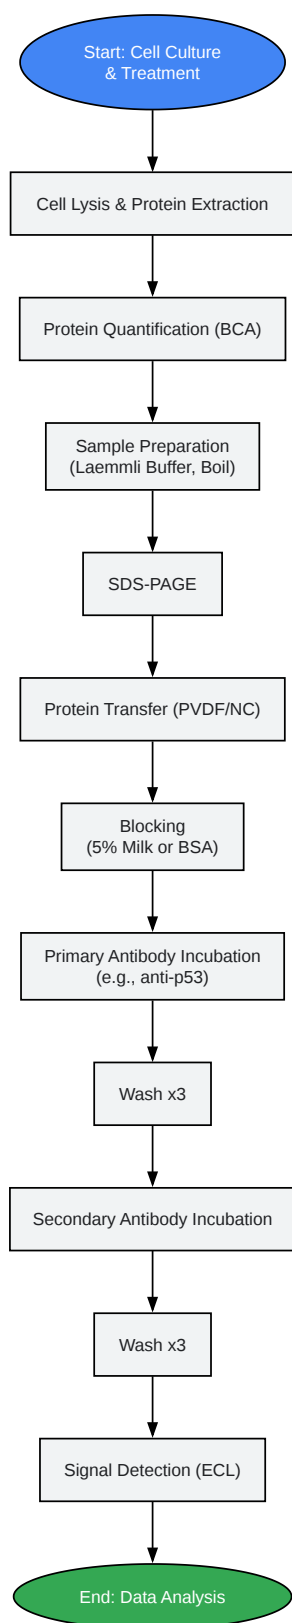 Start: Cell Culture
& Treatment
Cell Lysis & Protein Extraction
Protein Quantification (BCA)
Sample Preparation
(Laemmli Buffer, Boil)
SDS-PAGE
Protein Transfer (PVDF/NC)
Blocking
(5% Milk or BSA)
Primary Antibody Incubation
(e.g., anti-p53)
Wash x3
Secondary Antibody Incubation
Wash x3
Signal Detection (ECL)
End: Data Analysis